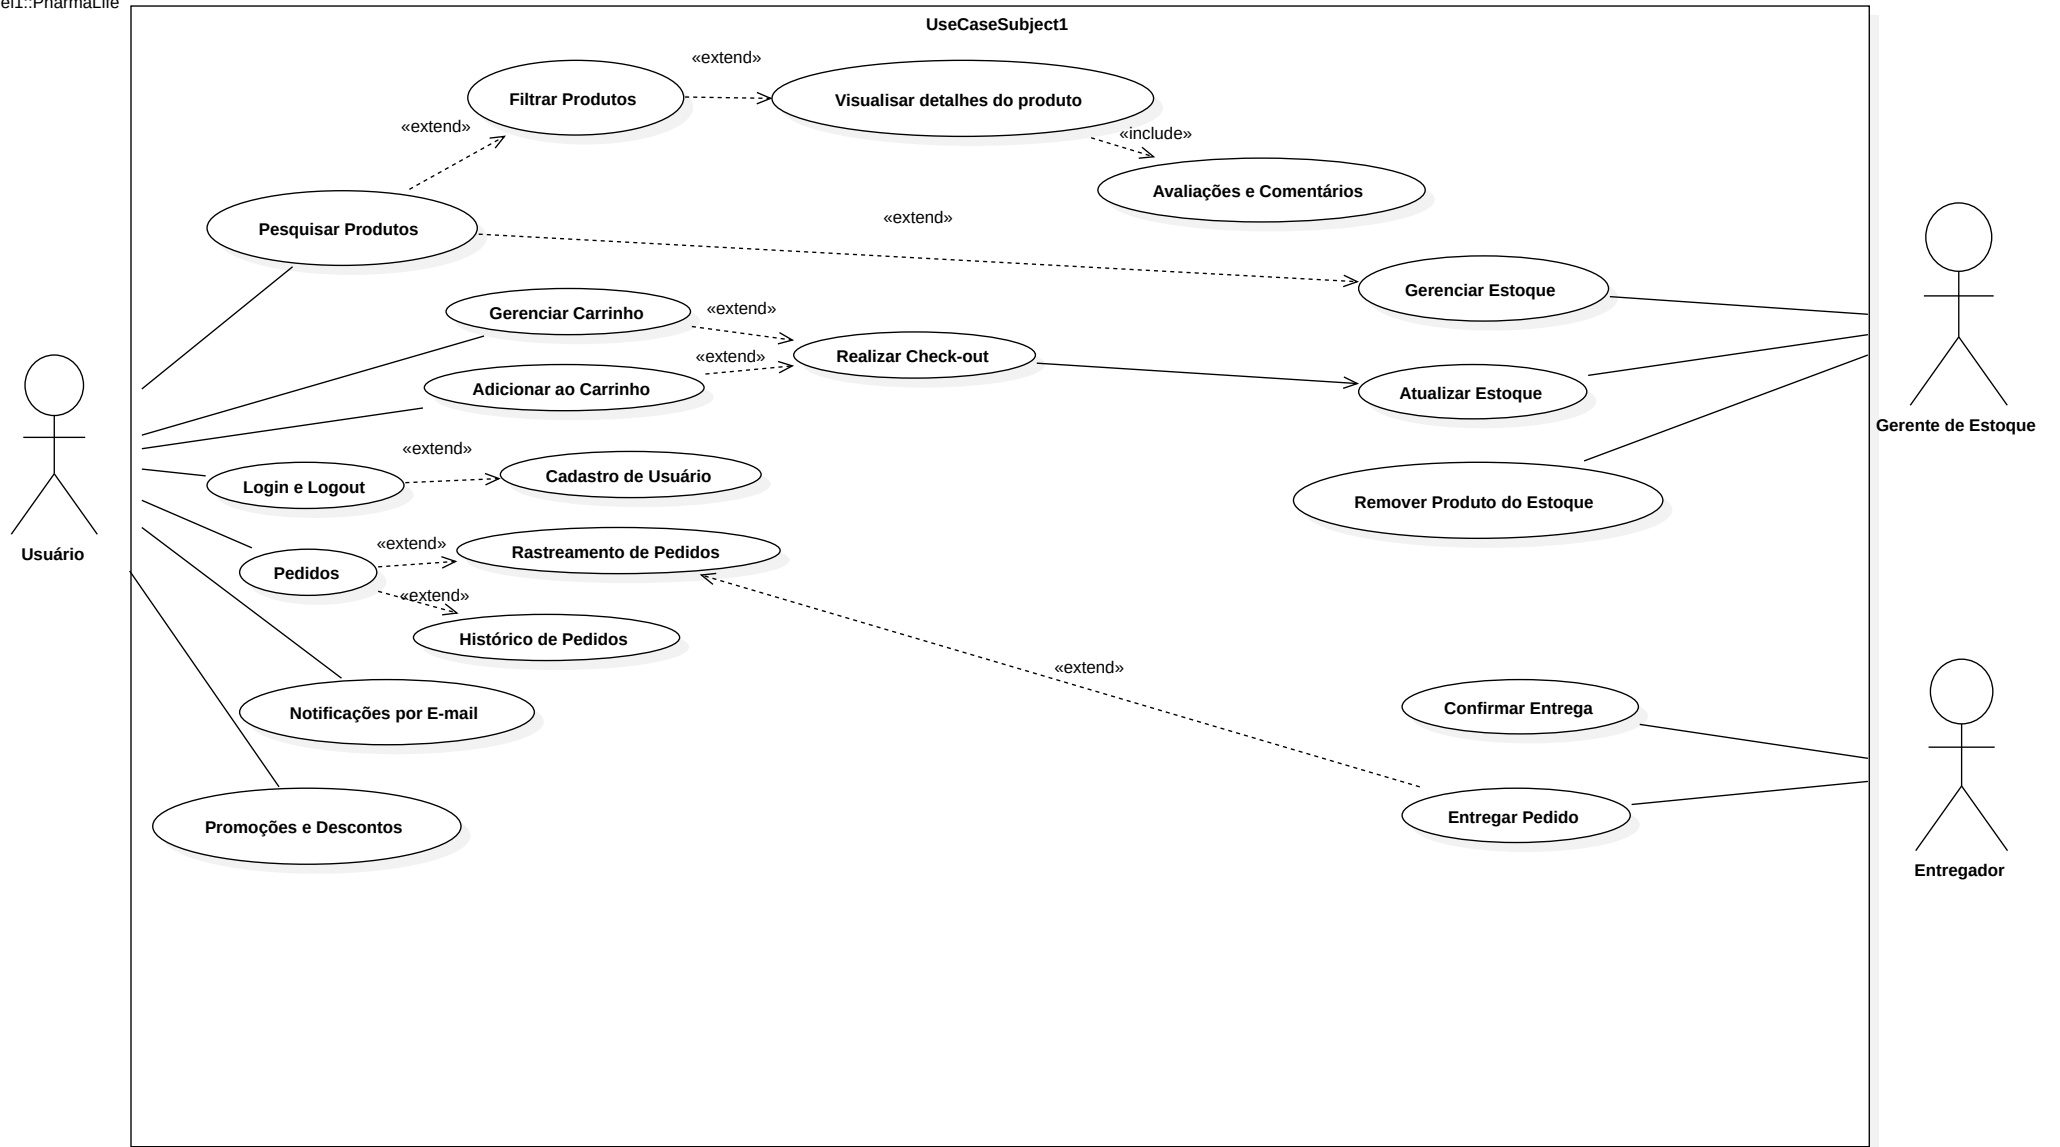 UseCaseSubject1
«extend»
Filtrar Produtos
Visualisar detalhes do produto
«extend»
«include»
Avaliações e Comentários
Pesquisar Produtos
«extend»
Gerenciar Estoque
Gerenciar Carrinho
«extend»
Realizar Check-out
«extend»
Adicionar ao Carrinho
Atualizar Estoque
Gerente de Estoque
«extend»
Cadastro de Usuário
Login e Logout
Remover Produto do Estoque
Usuário
«extend»
Rastreamento de Pedidos
Pedidos
«extend»
Histórico de Pedidos
«extend»
Notificações por E-mail
Confirmar Entrega
Promoções e Descontos
Entregar Pedido
Entregador